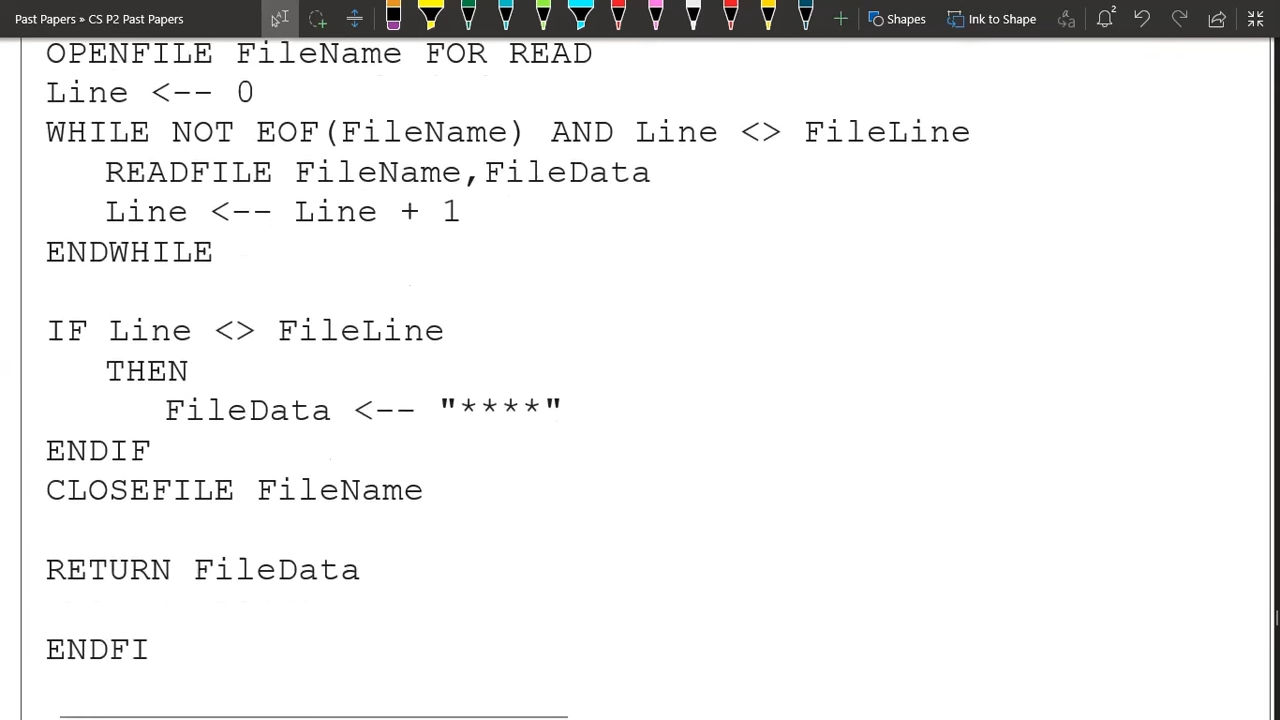 Past Papers » CS P2 Past Papers
Shapes
Ink to Shape
OPENFILE FileName FOR READ
Line <-- 0
WHILE NOT EOF(FileName) AND Line <> FileLine
READFILE FileName,FileData
Line <-- Line + 1
ENDWHILE
IF Line <> FileLine
THEN
FileData <-- "****"
ENDIF
CLOSEFILE FileName
RETURN FileData
ENDFI